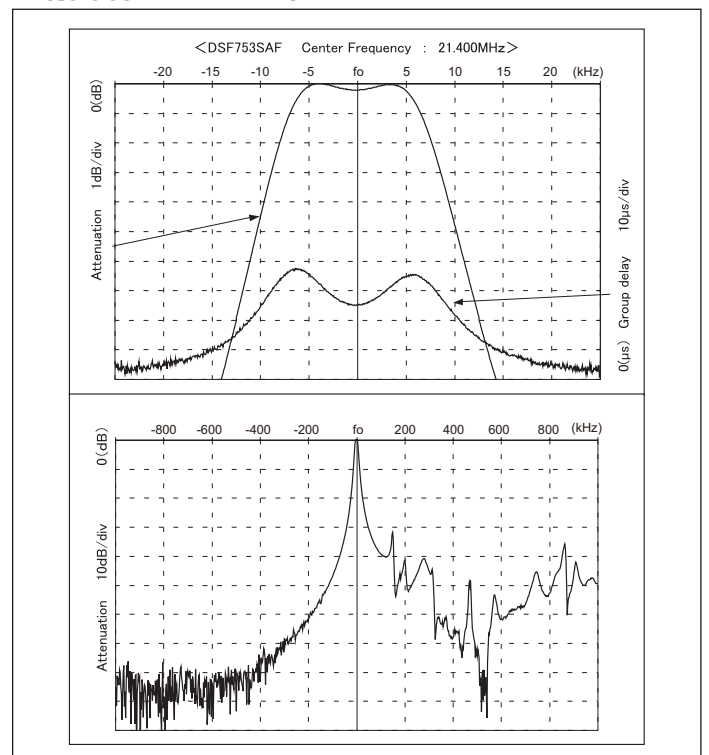 <DSF753SAF Center Frequency : 21.400MHz>
-20 -15 -10 -5 fo 5 10 15 20 (kHz)
0(dB)
Attenuation 1dB/div
10μs/div
0(μs) Group delay
-800 -600 -400 -200 fo 200 400 600 800 (kHz)
0(dB)
Attenuation 10dB/div